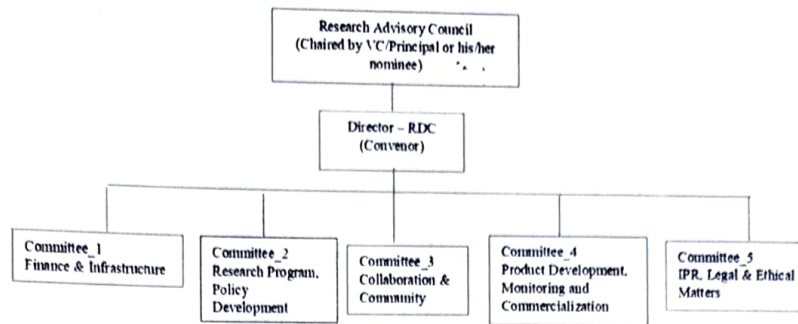 Research Advisory Council
(Chaired by VC/Principal or his/her
nominee)
Director – RDC
(Convenor)
Committee_1
Finance & Infrastructure
Committee_2
Research Program,
Policy
Development
Committee_3
Collaboration &
Community
Committee_4
Product Development,
Monitoring and
Commercialization
Committee_5
IPR, Legal & Ethical
Matters